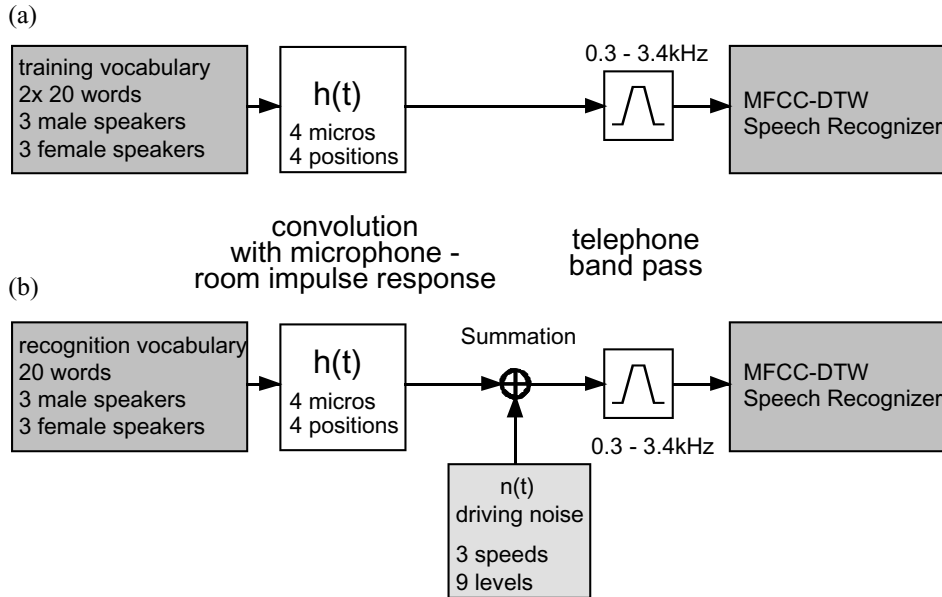 (a)
training vocabulary
2x 20 words
3 male speakers
3 female speakers
h(t)
4 micros
4 positions
0.3 - 3.4kHz
MFCC-DTW
Speech Recognizer
convolution
with microphone -
room impulse response
telephone
band pass
(b)
recognition vocabulary
20 words
3 male speakers
3 female speakers
h(t)
4 micros
4 positions
Summation
0.3 - 3.4kHz
MFCC-DTW
Speech Recognizer
n(t)
driving noise
3 speeds
9 levels